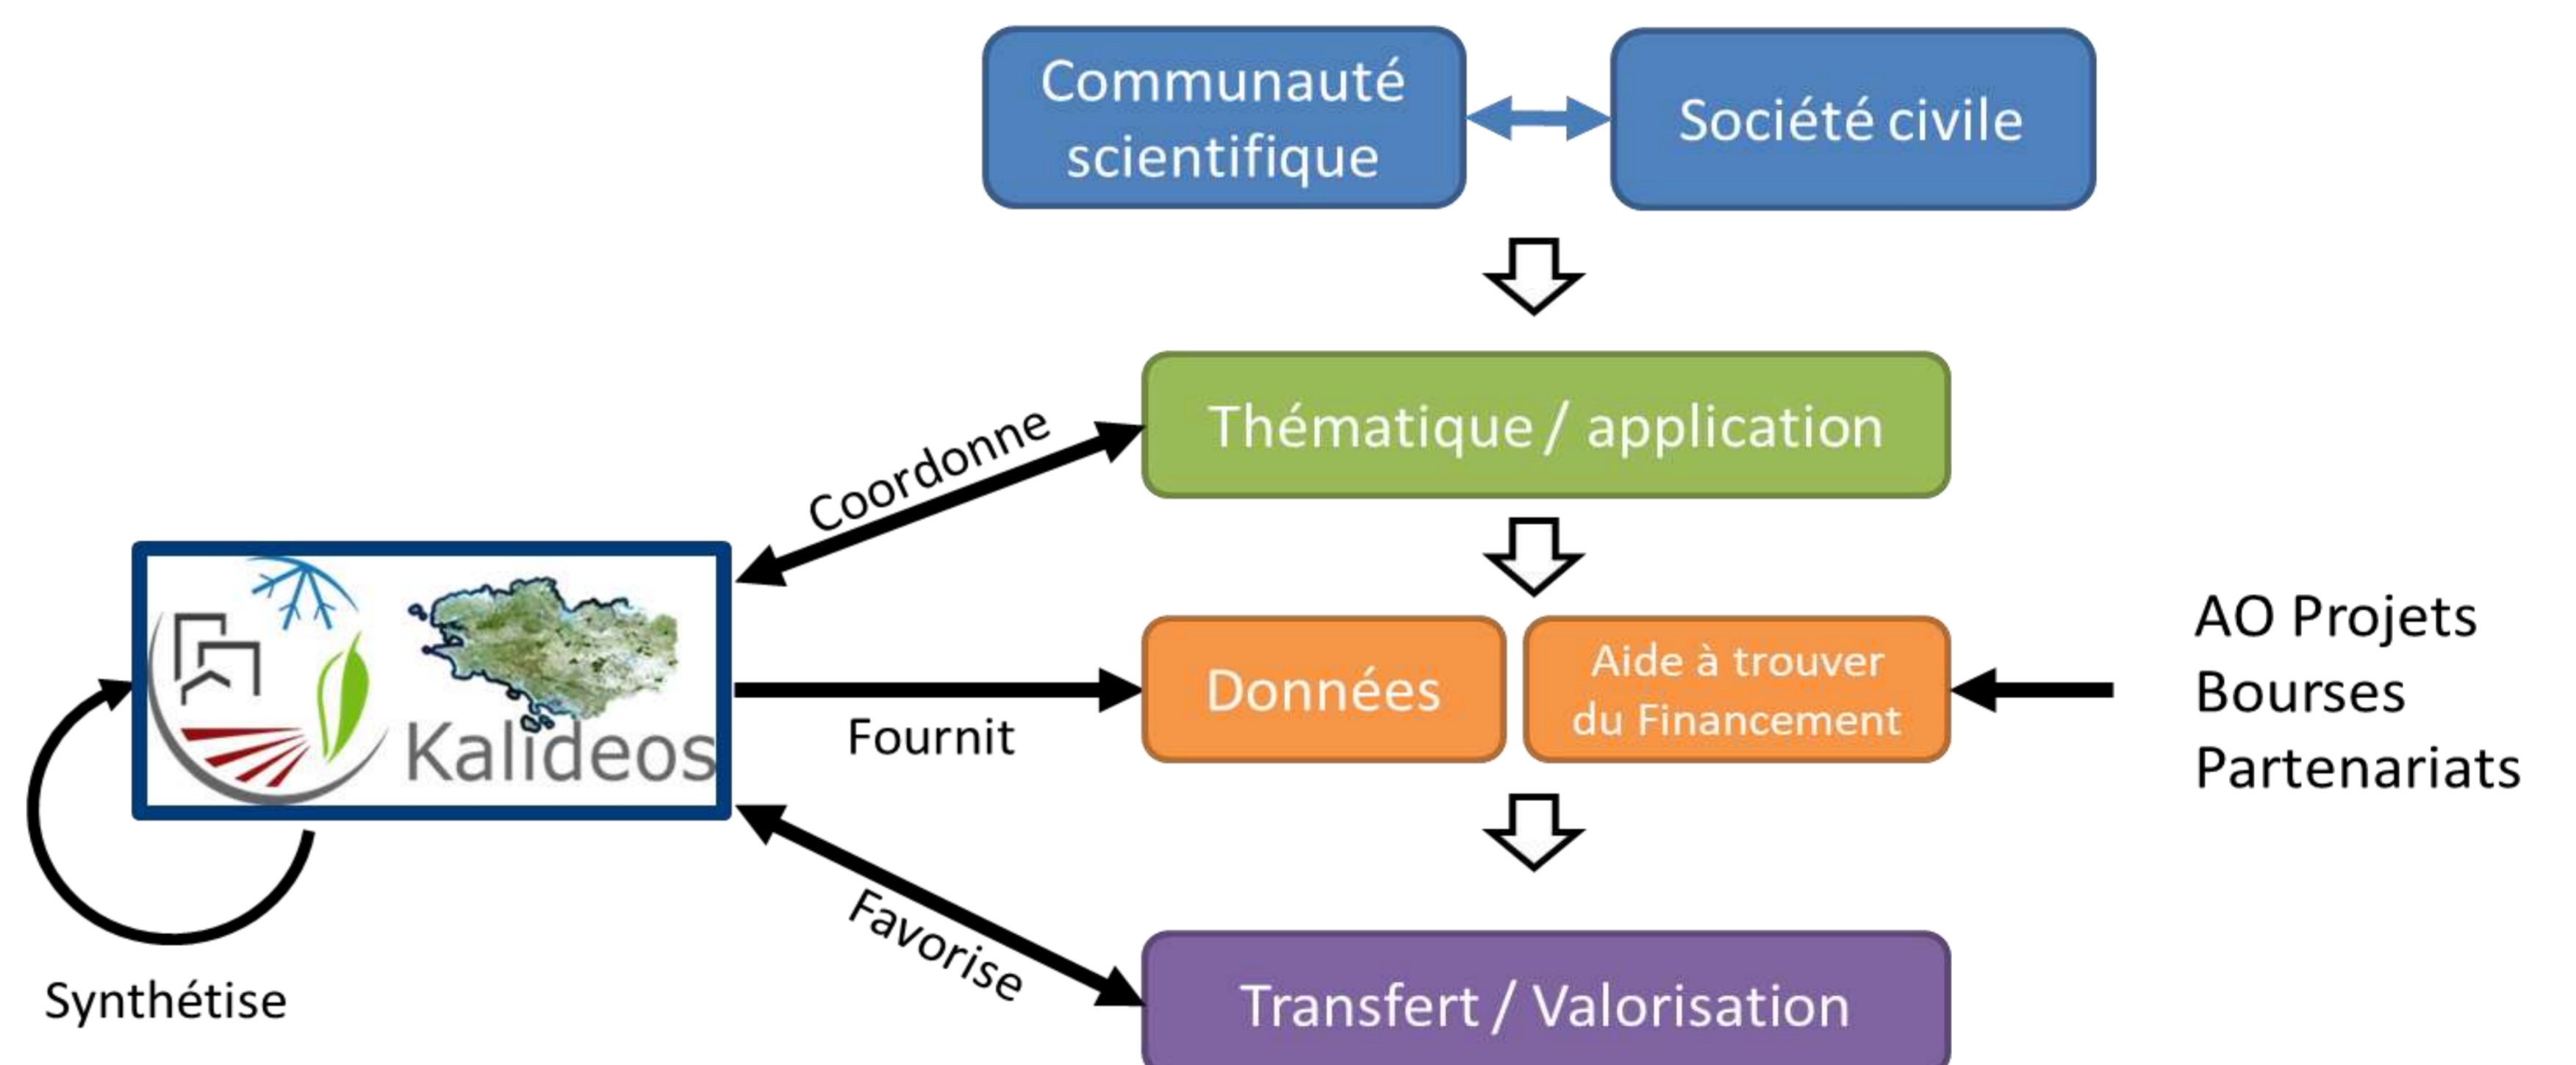 Communauté
scientifique
Société civile
Thématique / application
Coordonne
Kalideos
Fournit
Données
Aide à trouver
du Financement
AO Projets
Bourses
Partenariats
Favorise
Synthétise
Transfert / Valorisation